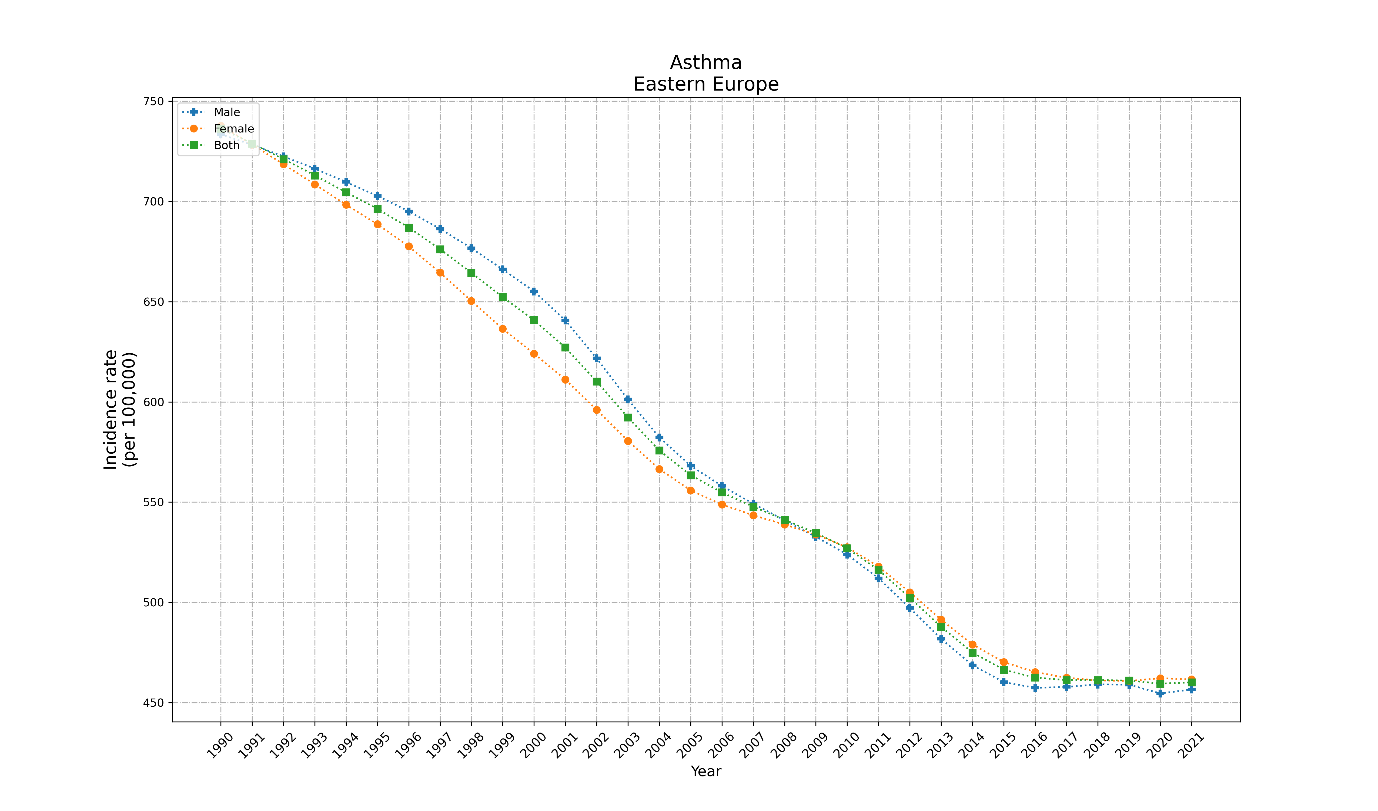 Asthma
Eastern Europe
Male
Female
Both
750
700
650
600
550
500
450
Incidence rate
(per 100,000)
1990 1991 1992 1993 1994 1995 1996 1997 1998 1999 2000 2001 2002 2003 2004 2005 2006 2007 2008 2009 2010 2011 2012 2013 2014 2015 2016 2017 2018 2019 2020 2021
Year